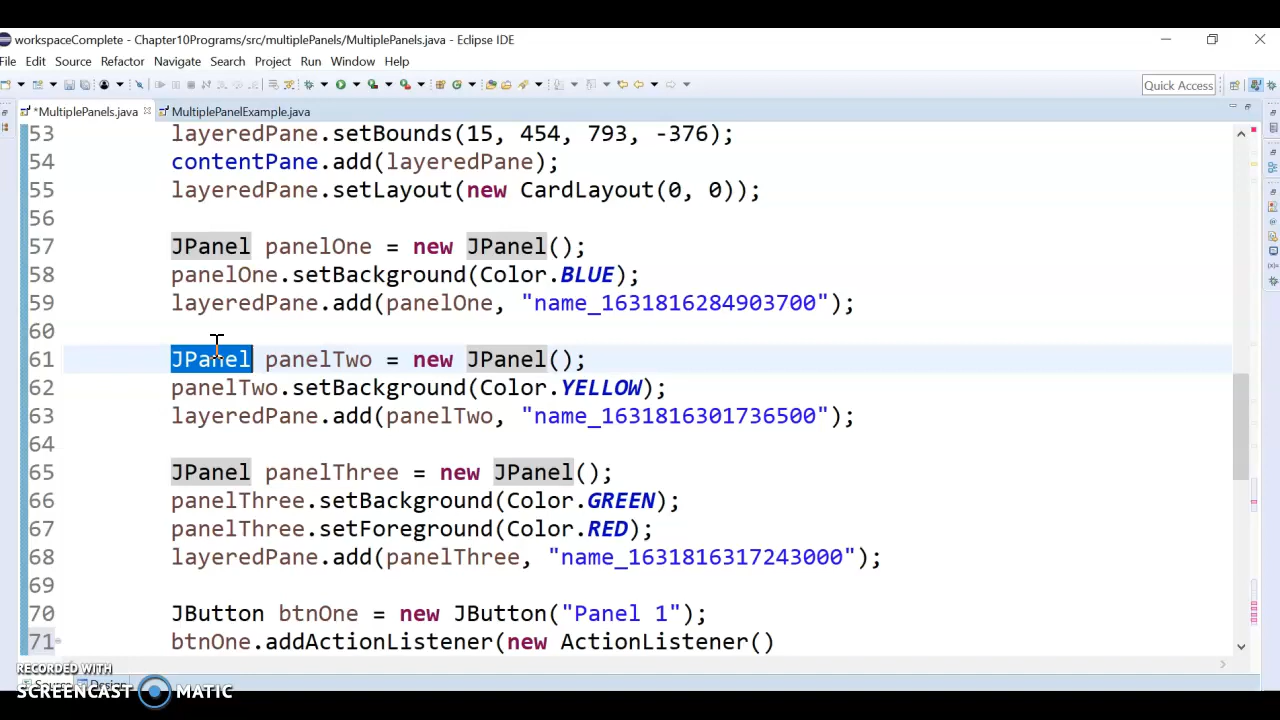 workspaceComplete - Chapter10Programs/src/multiplePanels/MultiplePanels.java - Eclipse IDE
File Edit Source Refactor Navigate Search Project Run Window Help
Quick Access
*MultiplePanels.java MultiplePanelExample.java
53 layeredPane.setBounds(15, 454, 793, -376);
54 contentPane.add(layeredPane);
55 layeredPane.setLayout(new CardLayout(0, 0));
56
57 JPanel panelOne = new JPanel();
58 panelOne.setBackground(Color.BLUE);
59 layeredPane.add(panelOne, "name_1631816284903700");
60
61 JPanel panelTwo = new JPanel();
62 panelTwo.setBackground(Color.YELLOW);
63 layeredPane.add(panelTwo, "name_1631816301736500");
64
65 JPanel panelThree = new JPanel();
66 panelThree.setBackground(Color.GREEN);
67 panelThree.setForeground(Color.RED);
68 layeredPane.add(panelThree, "name_1631816317243000");
69
70 JButton btnOne = new JButton("Panel 1");
71 btnOne.addActionListener(new ActionListener()
RECORDED WITH
SCREENCAST MATIC